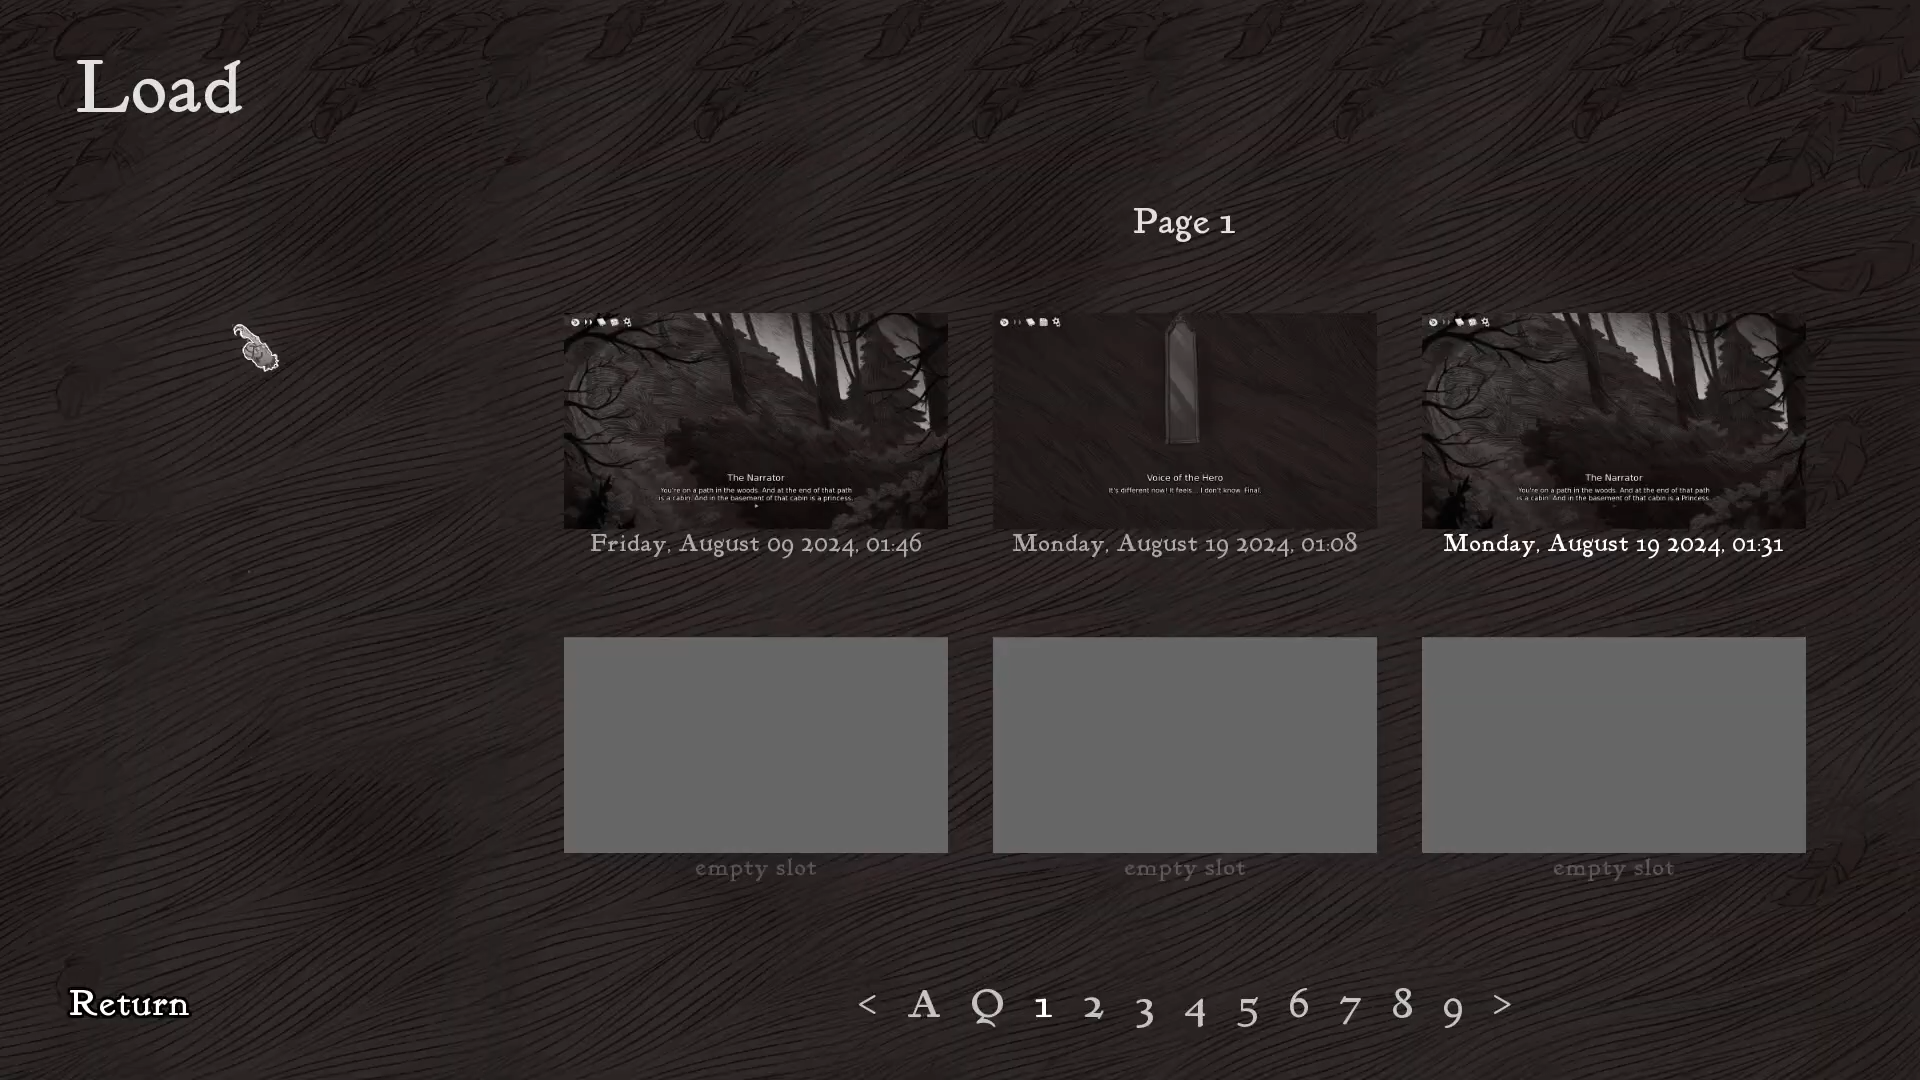 Load
Page 1
The Narrator
You're on a path in the woods. And at the end of that path
is a cabin. And in the basement of that cabin is a princess.
Friday, August 09 2024, 01:46
Voice of the Hero
It's different now! It feels... I don't know. Final.
Monday, August 19 2024, 01:08
The Narrator
You're on a path in the woods. And at the end of that path
is a cabin. And in the basement of that cabin is a Princess.
Monday, August 19 2024, 01:31
empty slot
empty slot
empty slot
Return
< A Q 1 2 3 4 5 6 7 8 9 >